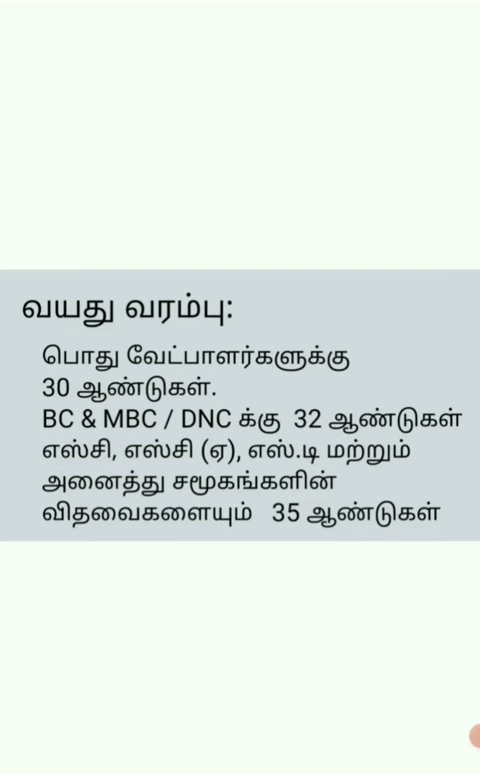 வயது வரம்பு:
பொது வேட்பாளர்களுக்கு
30 ஆண்டுகள்.
BC & MBC / DNC க்கு 32 ஆண்டுகள்
எஸ்சி, எஸ்சி (ஏ), எஸ்.டி மற்றும்
அனைத்து சமூகங்களின்
விதவைகளையும் 35 ஆண்டுகள்